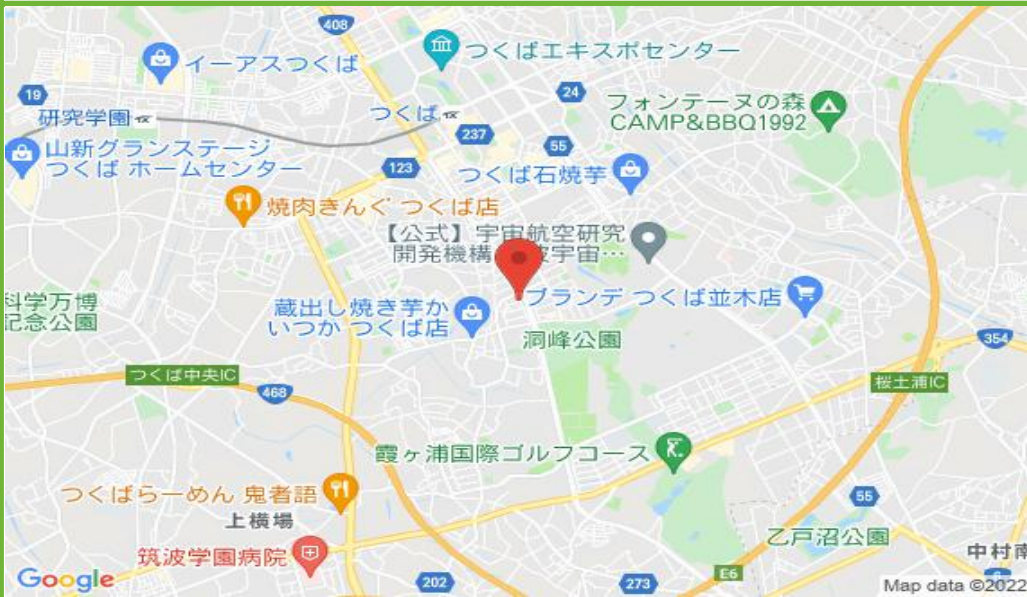 408
つくばエキスポセンター
イーアスつくば
19
24
フォンテーヌの森
CAMP&BBQ1992
研究学園
つくば
237
55
山新グランステージ
つくば ホームセンター
123
つくば石焼芋
焼肉きんぐ つくば店
【公式】宇宙航空研究
開発機構
波宇宙…
科学万博
記念公園
蔵出し焼き芋か
いつか つくば店
ブランデ つくば並木店
洞峰公園
354
つくば中央IC
桜土浦IC
468
霞ヶ浦国際ゴルフコース
つくばらーめん 鬼者語
55
上横場
乙戸沼公園
筑波学園病院
中村南
Google
202
273
E6
6
Map data ©2022